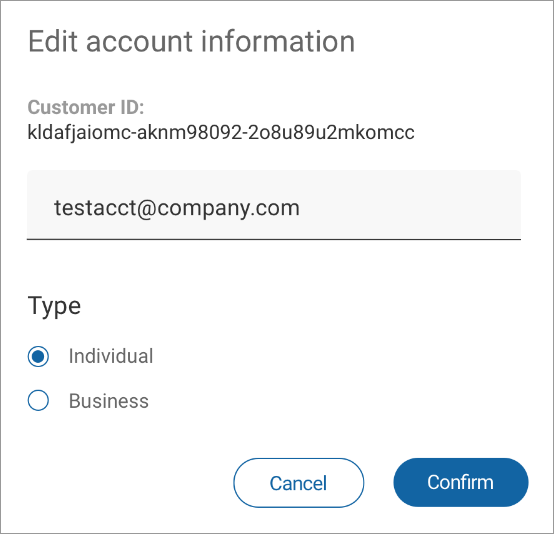 Edit account information
Customer ID:
kldafjaiomc-aknm98092-2o8u89u2mkomcc
testacct@company.com
Type
Individual
Business
Cancel
Confirm